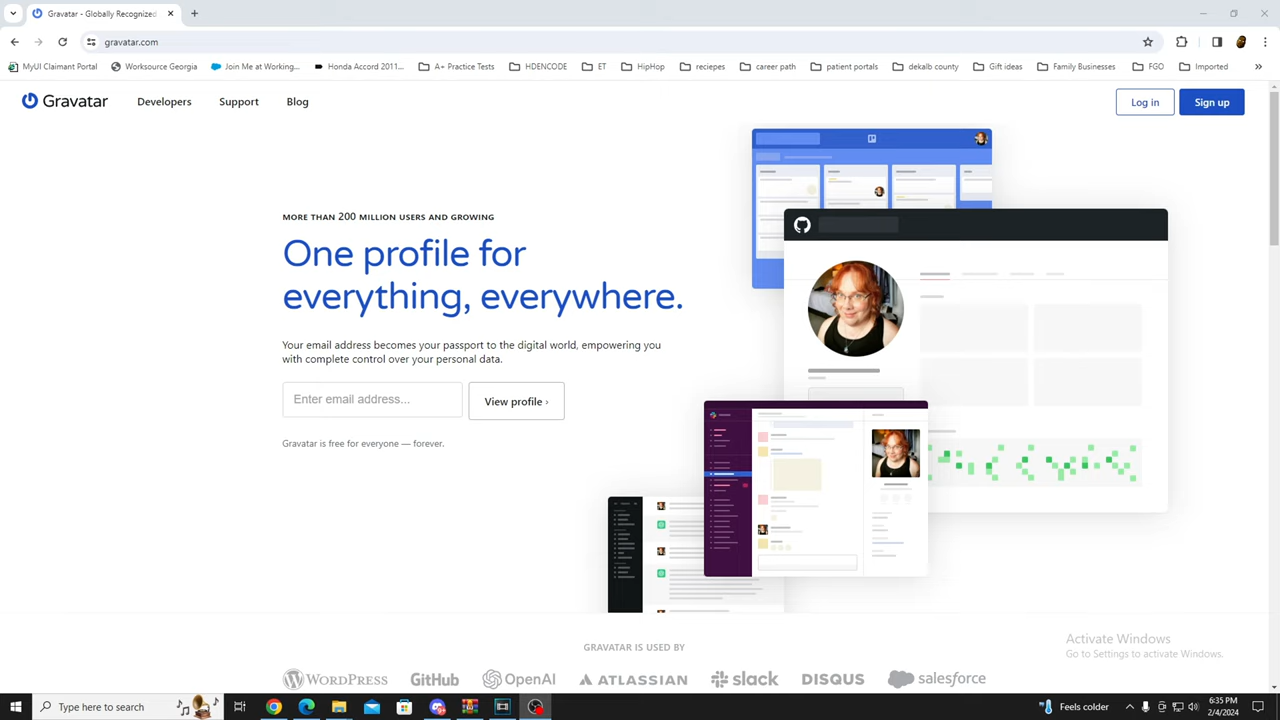 Gravatar - Globally Recognized
gravatar.com
MyUI Claimant Portal
Worksource Georgia
Join Me at Working...
Honda Accord 2011...
A+ Practice Tests
HDENCODE
ET
HipHop
reciepes
career path
patient portals
dekalb county
Gift ideas
Family Businesses
FGO
Imported
»
Gravatar
Developers
Support
Blog
Log in
Sign up
MORE THAN 200 MILLION USERS AND GROWING
One profile for
everything, everywhere.
Your email address becomes your passport to the digital world, empowering you
with complete control over your personal data.
Enter email address...
View profile ›
Gravatar is free for everyone — forever.
GRAVATAR IS USED BY
WORDPRESS
GitHub
OpenAI
ATLASSIAN
slack
DISQUS
salesforce
Activate Windows
Go to Settings to activate Windows.
Type here to search
Feels colder
6:35 PM
2/4/2024